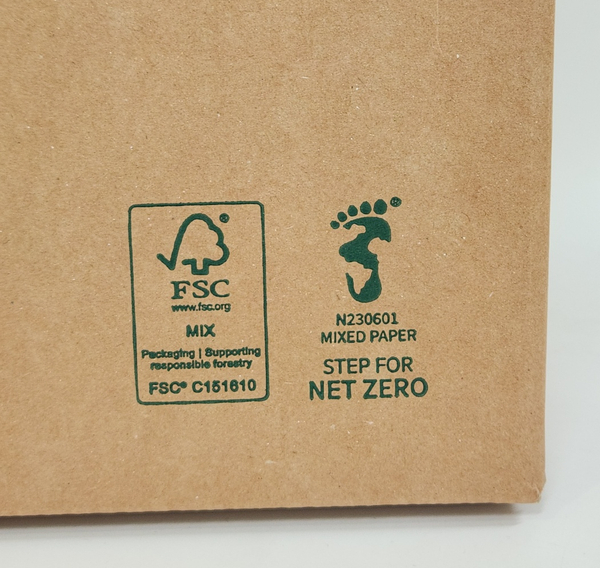 FSC
www.fsc.org
MIX
Packaging | Supporting
responsible forestry
FSC® C151610
N230601
MIXED PAPER
STEP FOR
NET ZERO